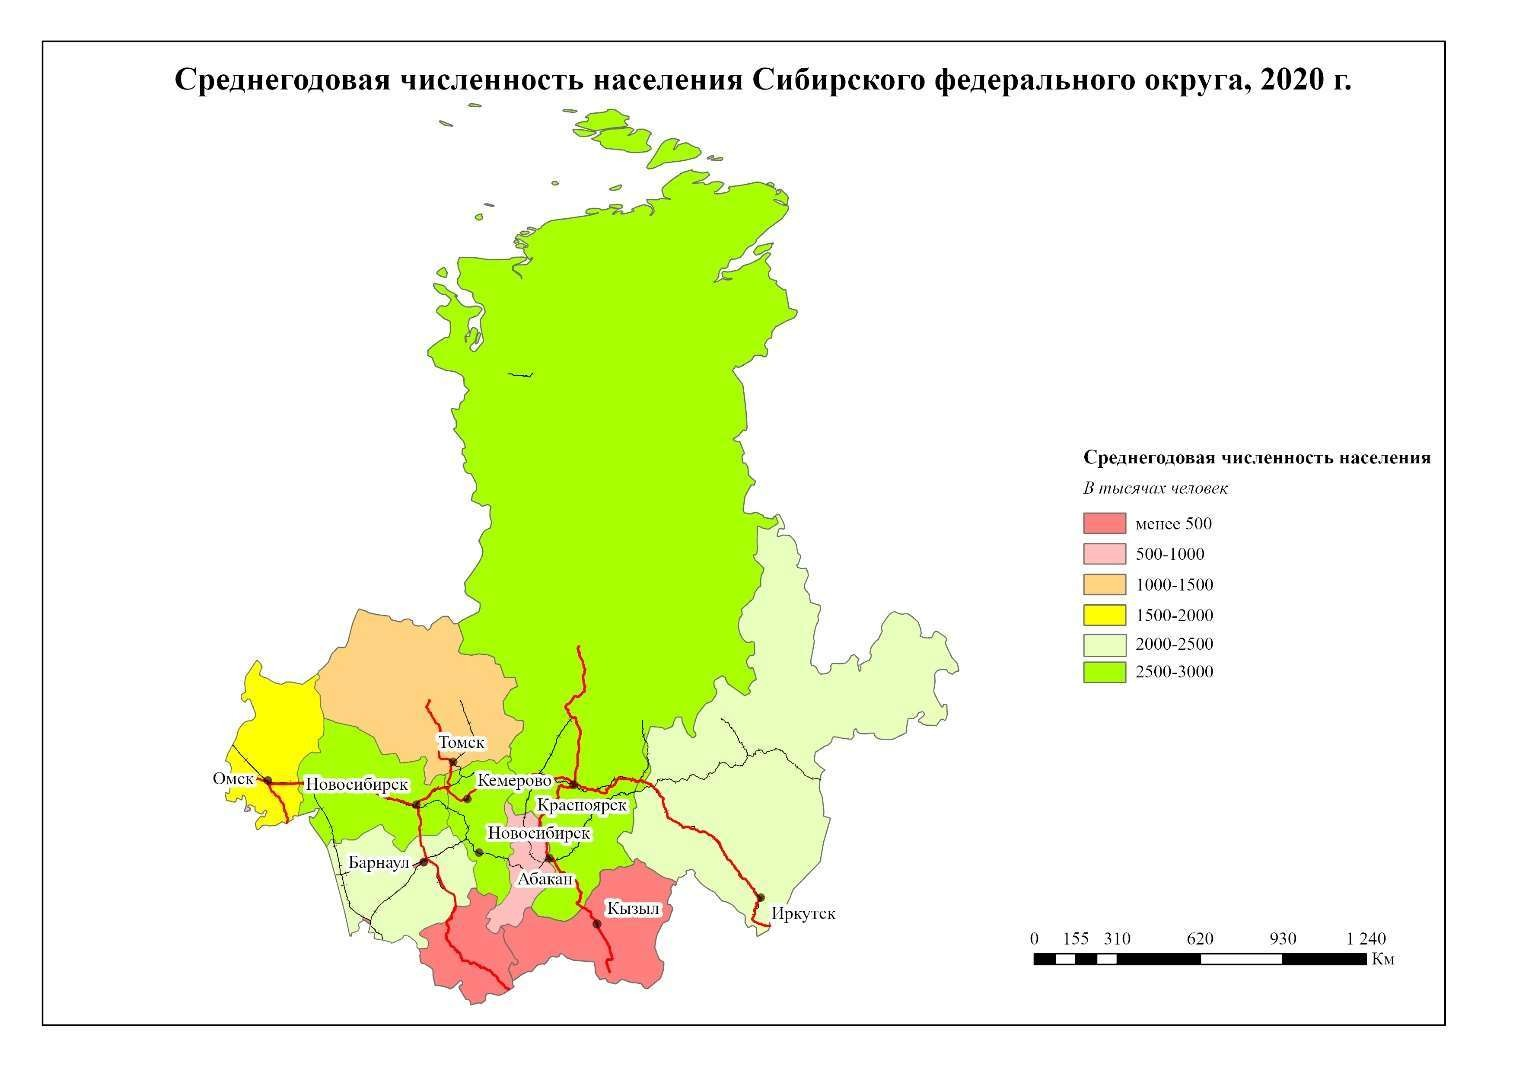 Среднегодовая численность населения Сибирского федерального округа, 2020 г.
Среднегодовая численность населения
В тысячах человек
менее 500
500-1000
1000-1500
1500-2000
2000-2500
2500-3000
Томск
Омск
Новосибирск
Кемерово
Красноярск
Новосибирск
Барнаул
Абакан
Кызыл
Иркутск
0 155 310 620 930 1 240
Км